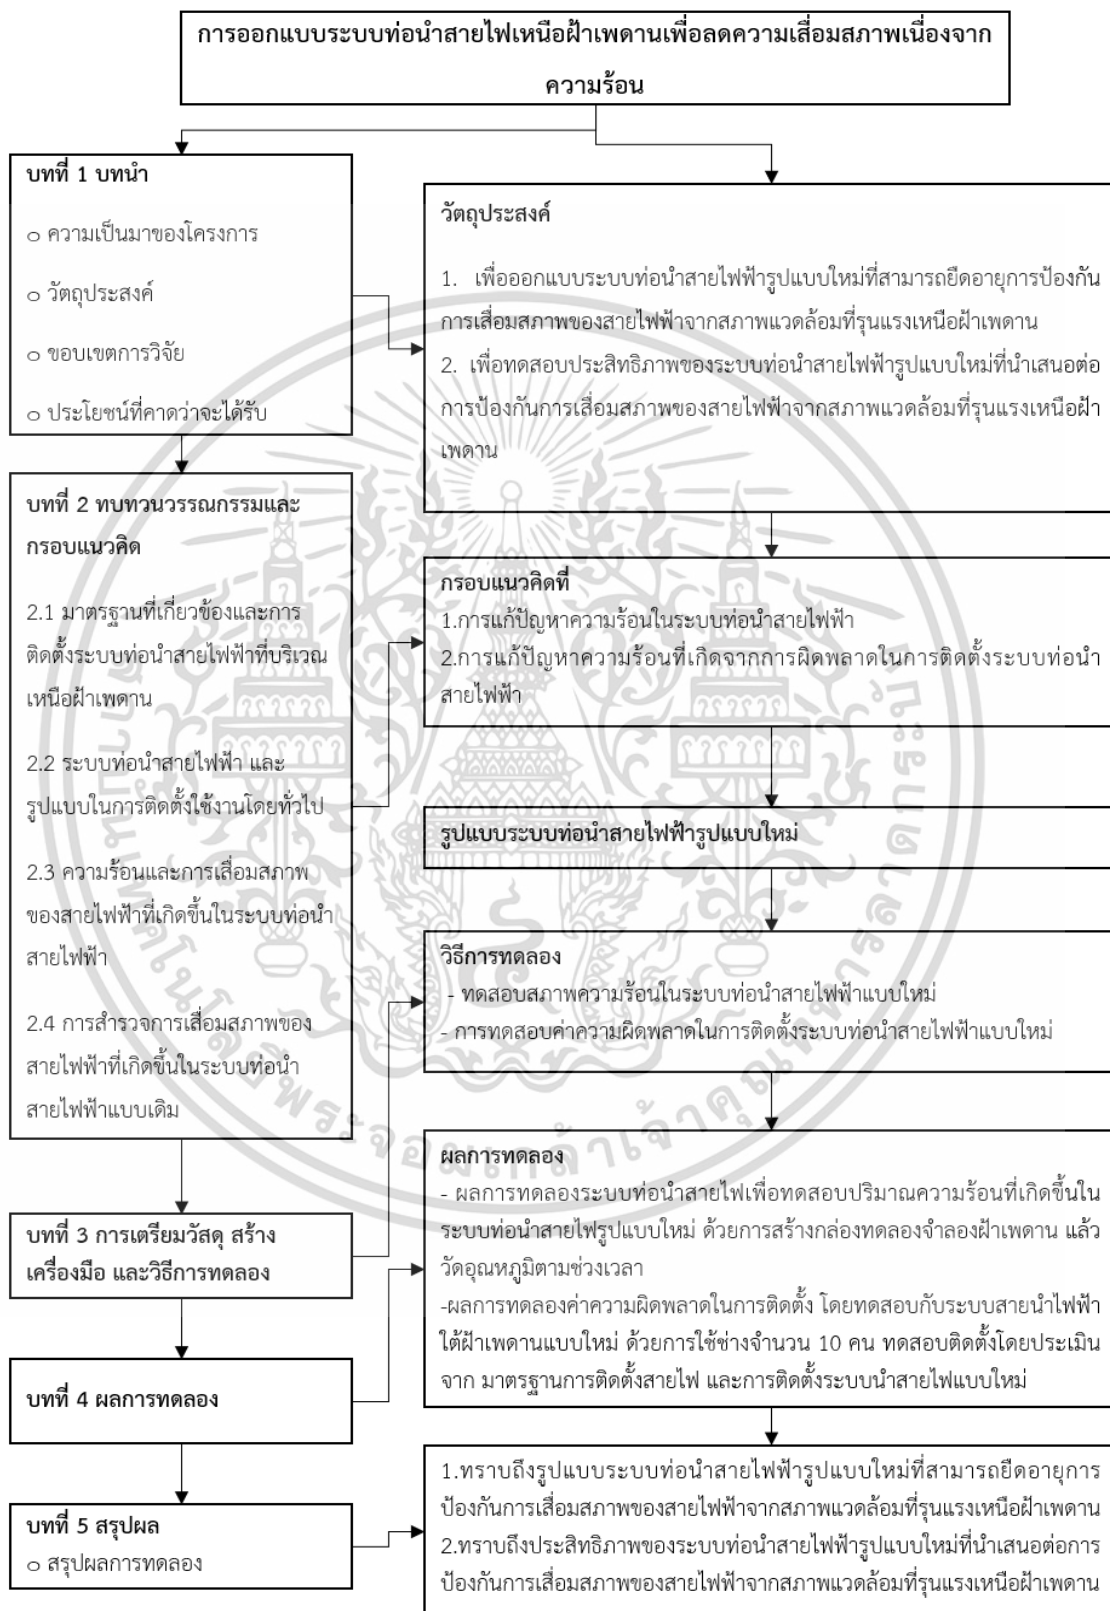 การออกแบบระบบท่อนำสายไฟเหนือฝ้าเพดานเพื่อลดความเสื่อมสภาพเนื่องจาก
ความร้อน
บทที่ 1 บทนำ
o ความเป็นมาของโครงการ
o วัตถุประสงค์
o ขอบเขตการวิจัย
o ประโยชน์ที่คาดว่าจะได้รับ
วัตถุประสงค์
1. เพื่อออกแบบระบบท่อนำสายไฟฟ้ารูปแบบใหม่ที่สามารถยืดอายุการป้องกัน
การเสื่อมสภาพของสายไฟฟ้าจากสภาพแวดล้อมที่รุนแรงเหนือฝ้าเพดาน
2. เพื่อทดสอบประสิทธิภาพของระบบท่อนำสายไฟฟ้ารูปแบบใหม่ที่นำเสนอต่อ
การป้องกันการเสื่อมสภาพของสายไฟฟ้าจากสภาพแวดล้อมที่รุนแรงเหนือฝ้า
เพดาน
บทที่ 2 ทบทวนวรรณกรรมและ
กรอบแนวคิด
2.1 มาตรฐานที่เกี่ยวข้องและการ
ติดตั้งระบบท่อนำสายไฟฟ้าที่บริเวณ
เหนือฝ้าเพดาน
2.2 ระบบท่อนำสายไฟฟ้า และ
รูปแบบในการติดตั้งใช้งานโดยทั่วไป
2.3 ความร้อนและการเสื่อมสภาพ
ของสายไฟฟ้าที่เกิดขึ้นในระบบท่อนำ
สายไฟฟ้า
2.4 การสำรวจการเสื่อมสภาพของ
สายไฟฟ้าที่เกิดขึ้นในระบบท่อนำ
สายไฟฟ้าแบบเดิม
กรอบแนวคิดที่
1.การแก้ปัญหาความร้อนในระบบท่อนำสายไฟฟ้า
2.การแก้ปัญหาความร้อนที่เกิดจากการผิดพลาดในการติดตั้งระบบท่อนำ
สายไฟฟ้า
รูปแบบระบบท่อนำสายไฟฟ้ารูปแบบใหม่
วิธีการทดลอง
- ทดสอบสภาพความร้อนในระบบท่อนำสายไฟฟ้าแบบใหม่
- การทดสอบค่าความผิดพลาดในการติดตั้งระบบท่อนำสายไฟฟ้าแบบใหม่
บทที่ 3 การเตรียมวัสดุ สร้าง
เครื่องมือ และวิธีการทดลอง
ผลการทดลอง
- ผลการทดลองระบบท่อนำสายไฟเพื่อทดสอบปริมาณความร้อนที่เกิดขึ้นใน
ระบบท่อนำสายไฟรูปแบบใหม่ ด้วยการสร้างกล่องทดลองจำลองฝ้าเพดาน แล้ว
วัดอุณหภูมิตามช่วงเวลา
-ผลการทดลองค่าความผิดพลาดในการติดตั้ง โดยทดสอบกับระบบสายนำไฟฟ้า
ใต้ฝ้าเพดานแบบใหม่ ด้วยการใช้ช่างจำนวน 10 คน ทดสอบติดตั้งโดยประเมิน
จาก มาตรฐานการติดตั้งสายไฟ และการติดตั้งระบบนำสายไฟแบบใหม่
บทที่ 4 ผลการทดลอง
บทที่ 5 สรุปผล
o สรุปผลการทดลอง
1.ทราบถึงรูปแบบระบบท่อนำสายไฟฟ้ารูปแบบใหม่ที่สามารถยืดอายุการ
ป้องกันการเสื่อมสภาพของสายไฟฟ้าจากสภาพแวดล้อมที่รุนแรงเหนือฝ้าเพดาน
2.ทราบถึงประสิทธิภาพของระบบท่อนำสายไฟฟ้ารูปแบบใหม่ที่นำเสนอต่อการ
ป้องกันการเสื่อมสภาพของสายไฟฟ้าจากสภาพแวดล้อมที่รุนแรงเหนือฝ้าเพดาน